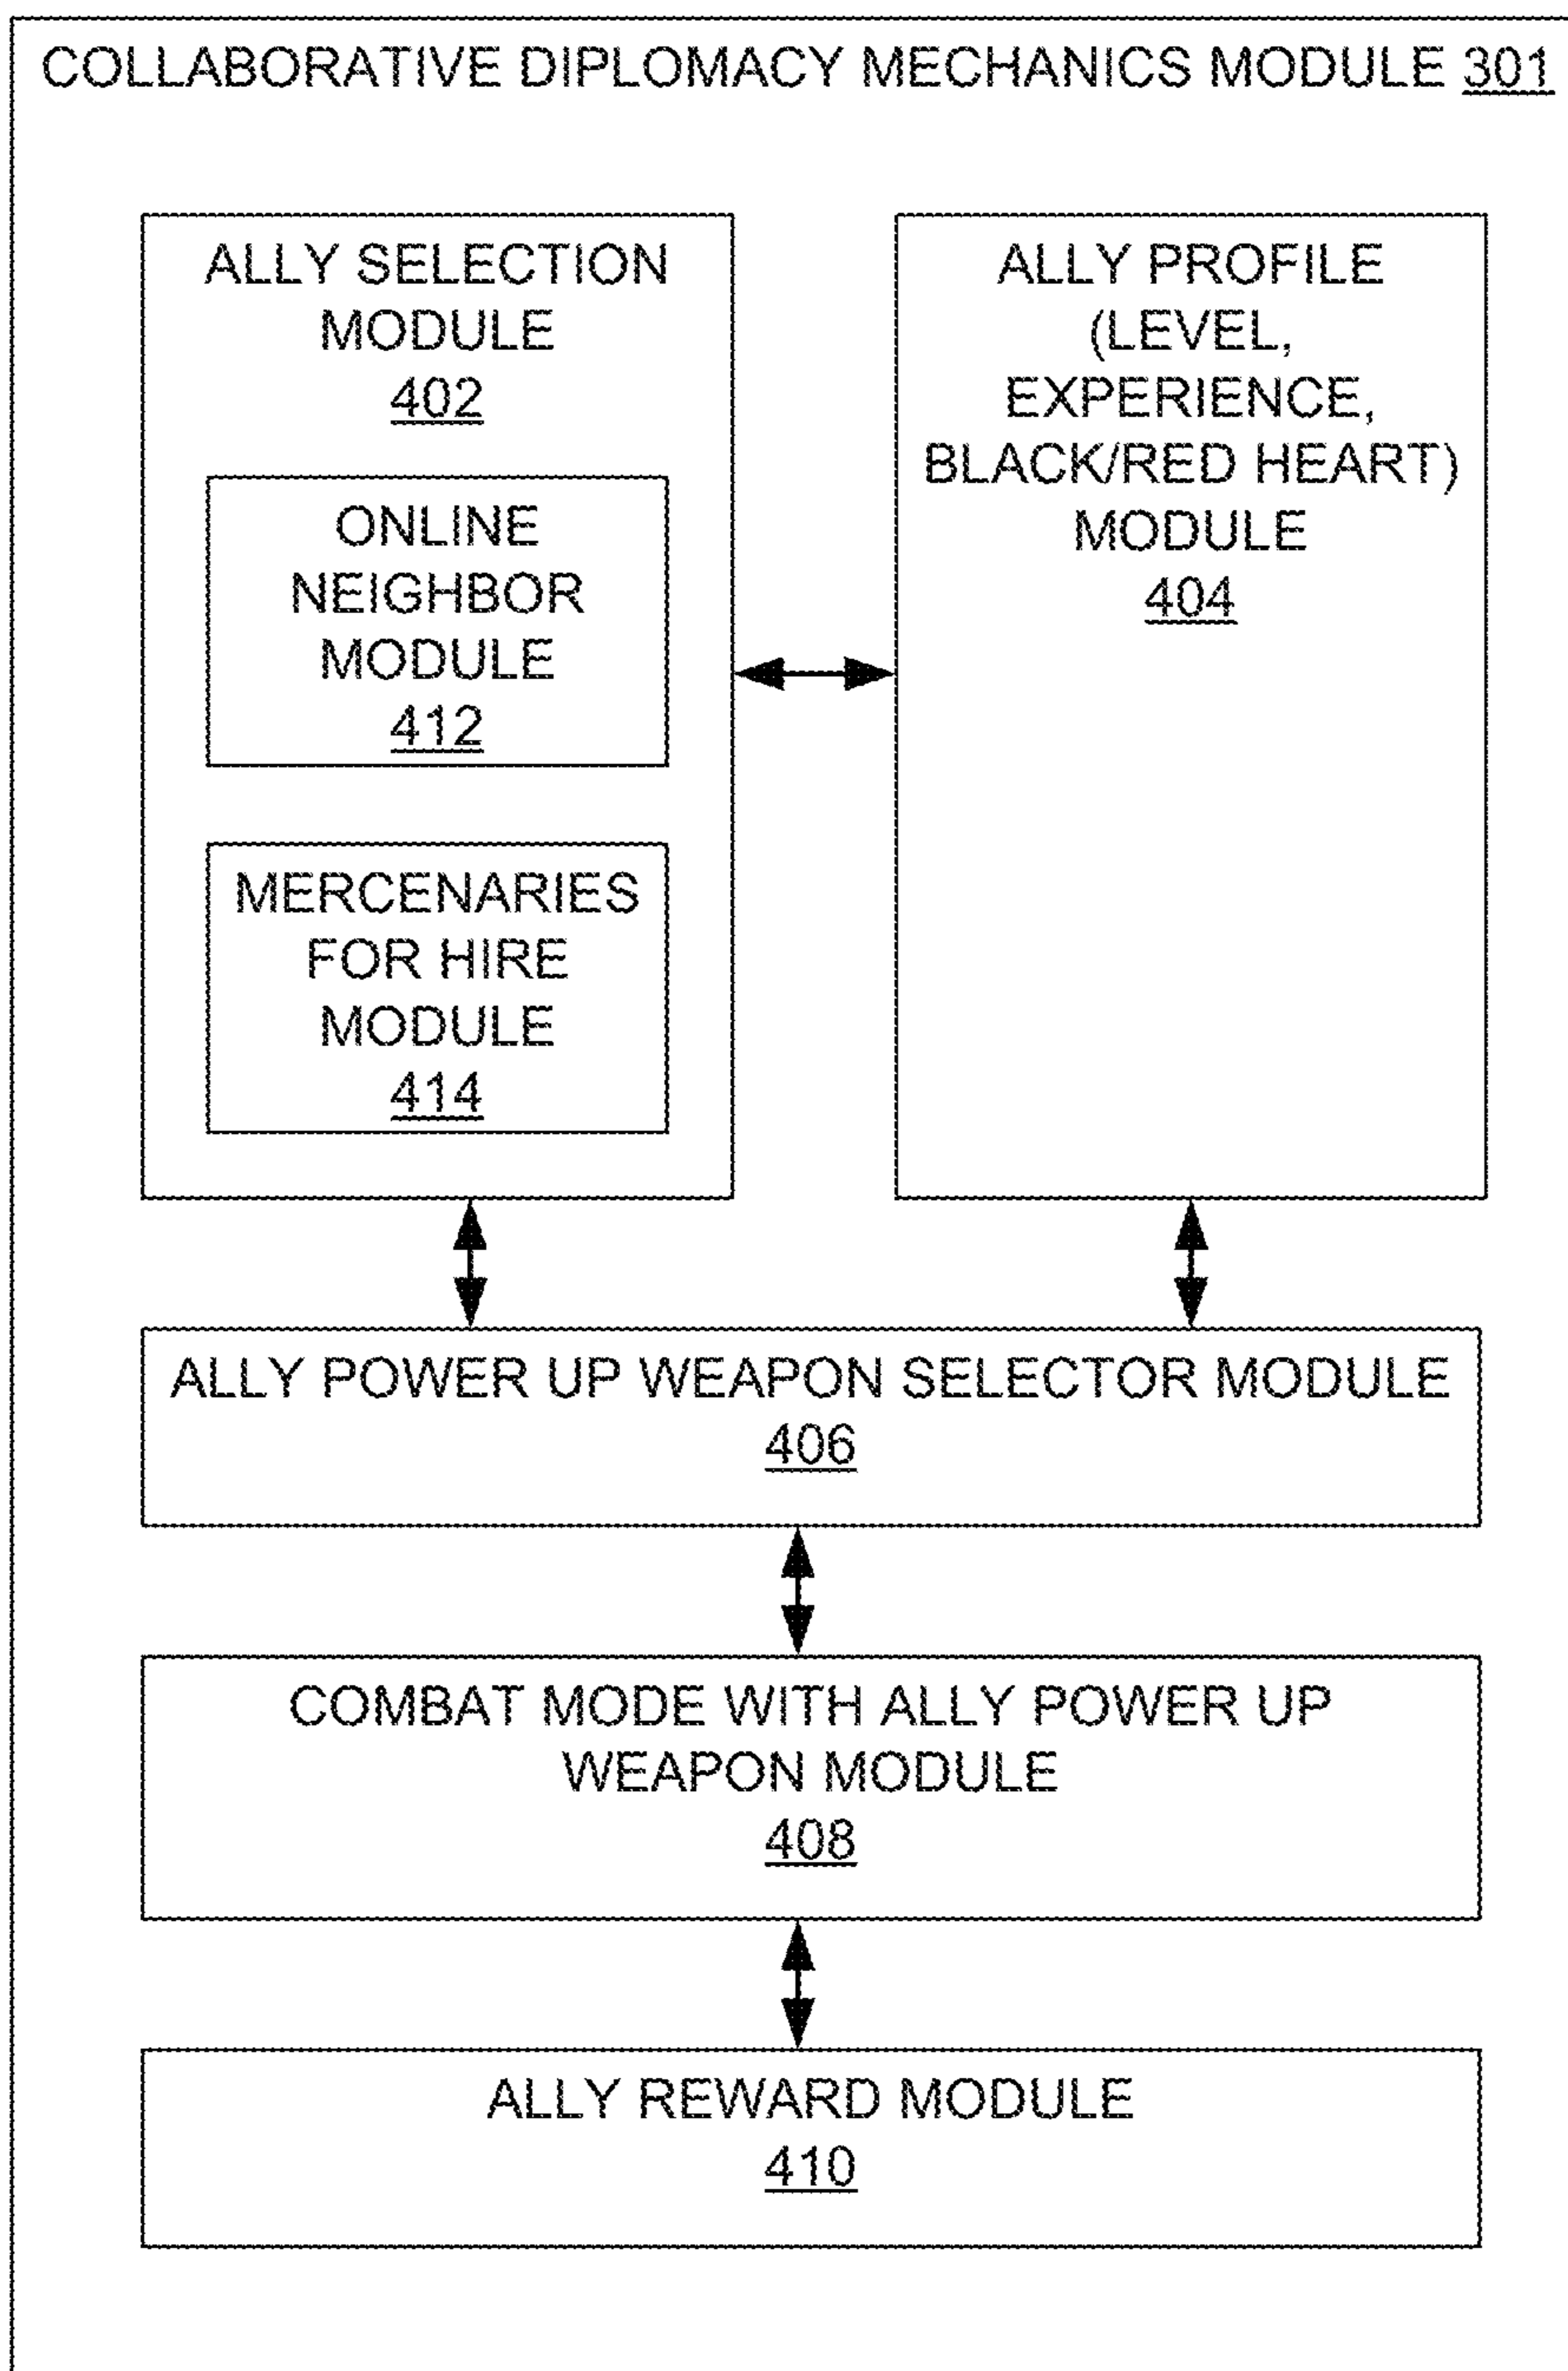 COLLABORATIVE DIPLOMACY MECHANICS MODULE 301
ALLY SELECTION
MODULE
402
ONLINE
NEIGHBOR
MODULE
412
MERCENARIES
FOR HIRE
MODULE
414
ALLY PROFILE
(LEVEL,
EXPERIENCE,
BLACK/RED HEART)
MODULE
404
ALLY POWER UP WEAPON SELECTOR MODULE
406
COMBAT MODE WITH ALLY POWER UP
WEAPON MODULE
408
ALLY REWARD MODULE
410